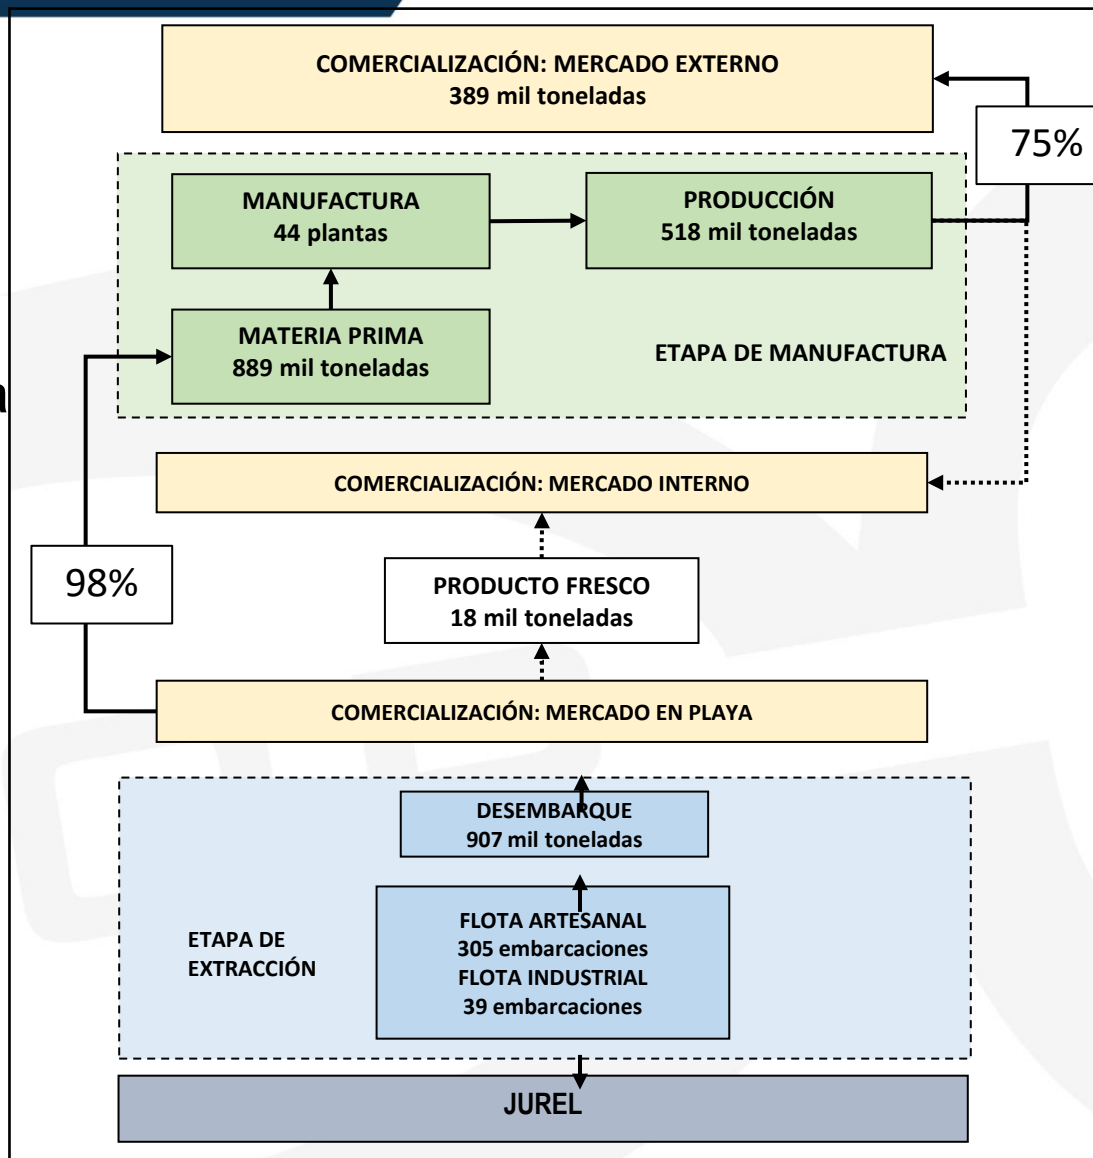 COMERCIALIZACIÓN: MERCADO EXTERNO
389 mil toneladas
75%
MANUFACTURA
44 plantas
PRODUCCIÓN
518 mil toneladas
MATERIA PRIMA
889 mil toneladas
ETAPA DE MANUFACTURA
a
COMERCIALIZACIÓN: MERCADO INTERNO
98%
PRODUCTO FRESCO
18 mil toneladas
COMERCIALIZACIÓN: MERCADO EN PLAYA
DESEMBARQUE
907 mil toneladas
ETAPA DE
EXTRACCIÓN
FLOTA ARTESANAL
305 embarcaciones
FLOTA INDUSTRIAL
39 embarcaciones
JUREL